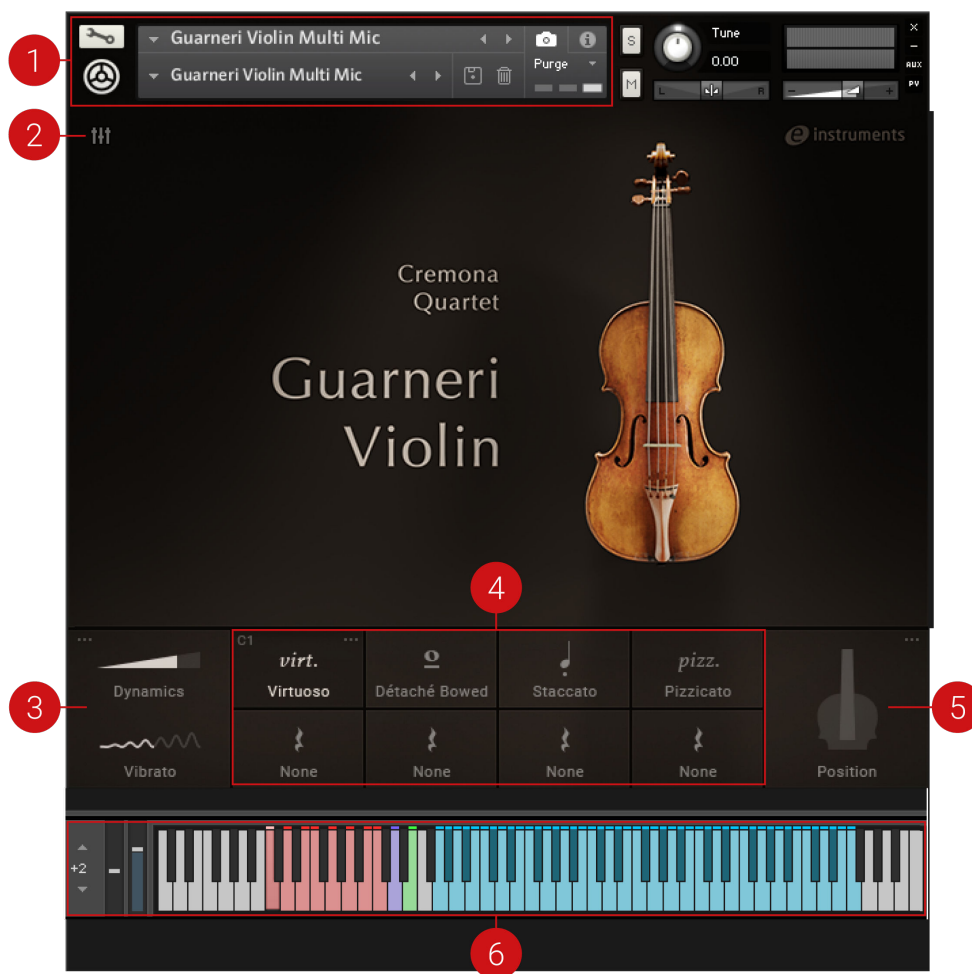 1
Guarneri Violin Multi Mic
S
Tune
0.00
×
−
AUX
PV
Guarneri Violin Multi Mic
Purge
M
L
R
−
+
2
e instruments
Cremona
Quartet
Guarneri
Violin
4
C1
virt.
pizz.
Dynamics
Virtuoso
Détaché Bowed
Staccato
Pizzicato
3
5
Vibrato
None
None
None
None
Position
+2
6